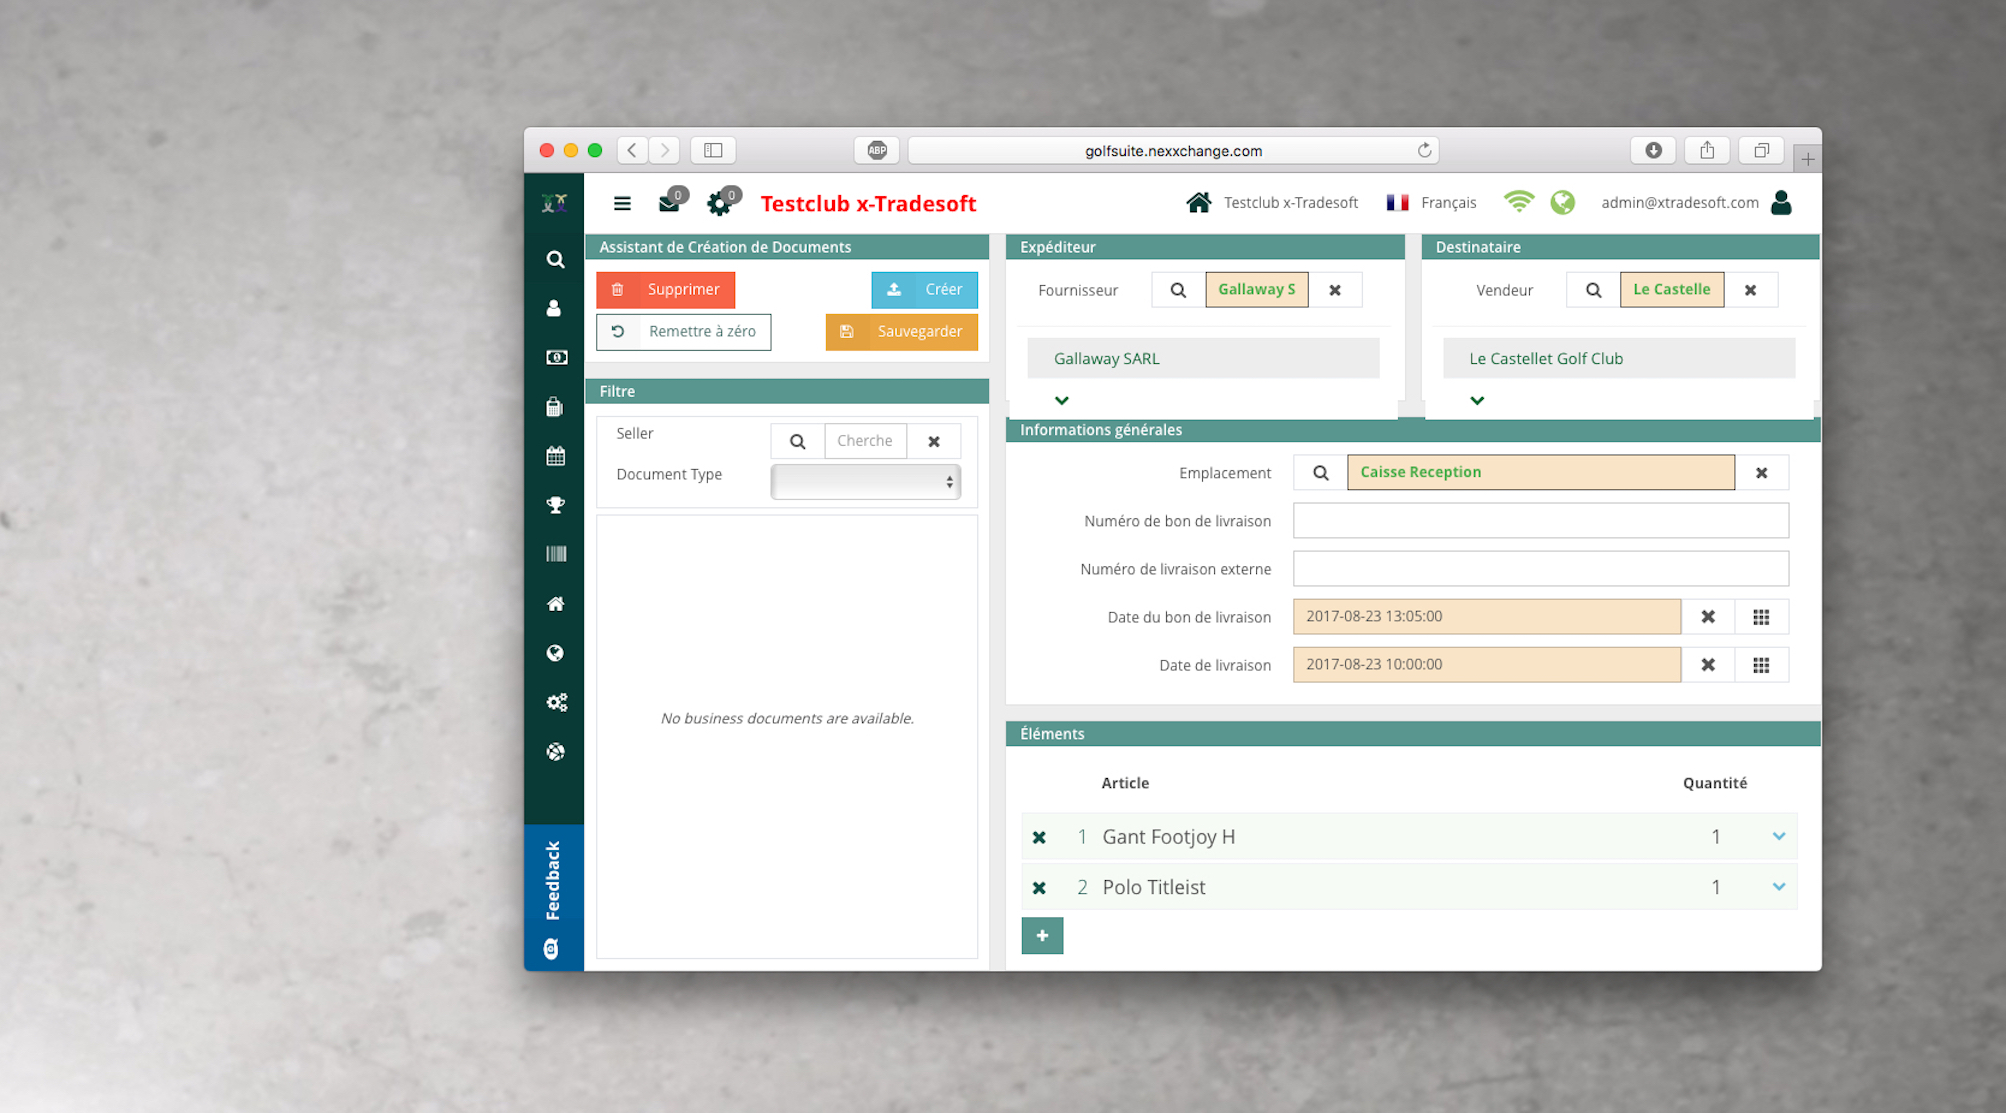 ABP
golfsuite.nexxchange.com
0
0
Testclub x-Tradesoft
Testclub x-Tradesoft
Français
admin@xtradesoft.com
Assistant de Création de Documents
Supprimer
Créer
Remettre à zéro
Sauvegarder
Filtre
Seller
Cherche
Document Type
No business documents are available.
Feedback
Expéditeur
Fournisseur
Gallaway S
Gallaway SARL
Destinataire
Vendeur
Le Castelle
Le Castellet Golf Club
Informations générales
Emplacement
Caisse Reception
Numéro de bon de livraison
Numéro de livraison externe
Date du bon de livraison
2017-08-23 13:05:00
Date de livraison
2017-08-23 10:00:00
Éléments
Article Quantité
1 Gant Footjoy H 1
2 Polo Titleist 1